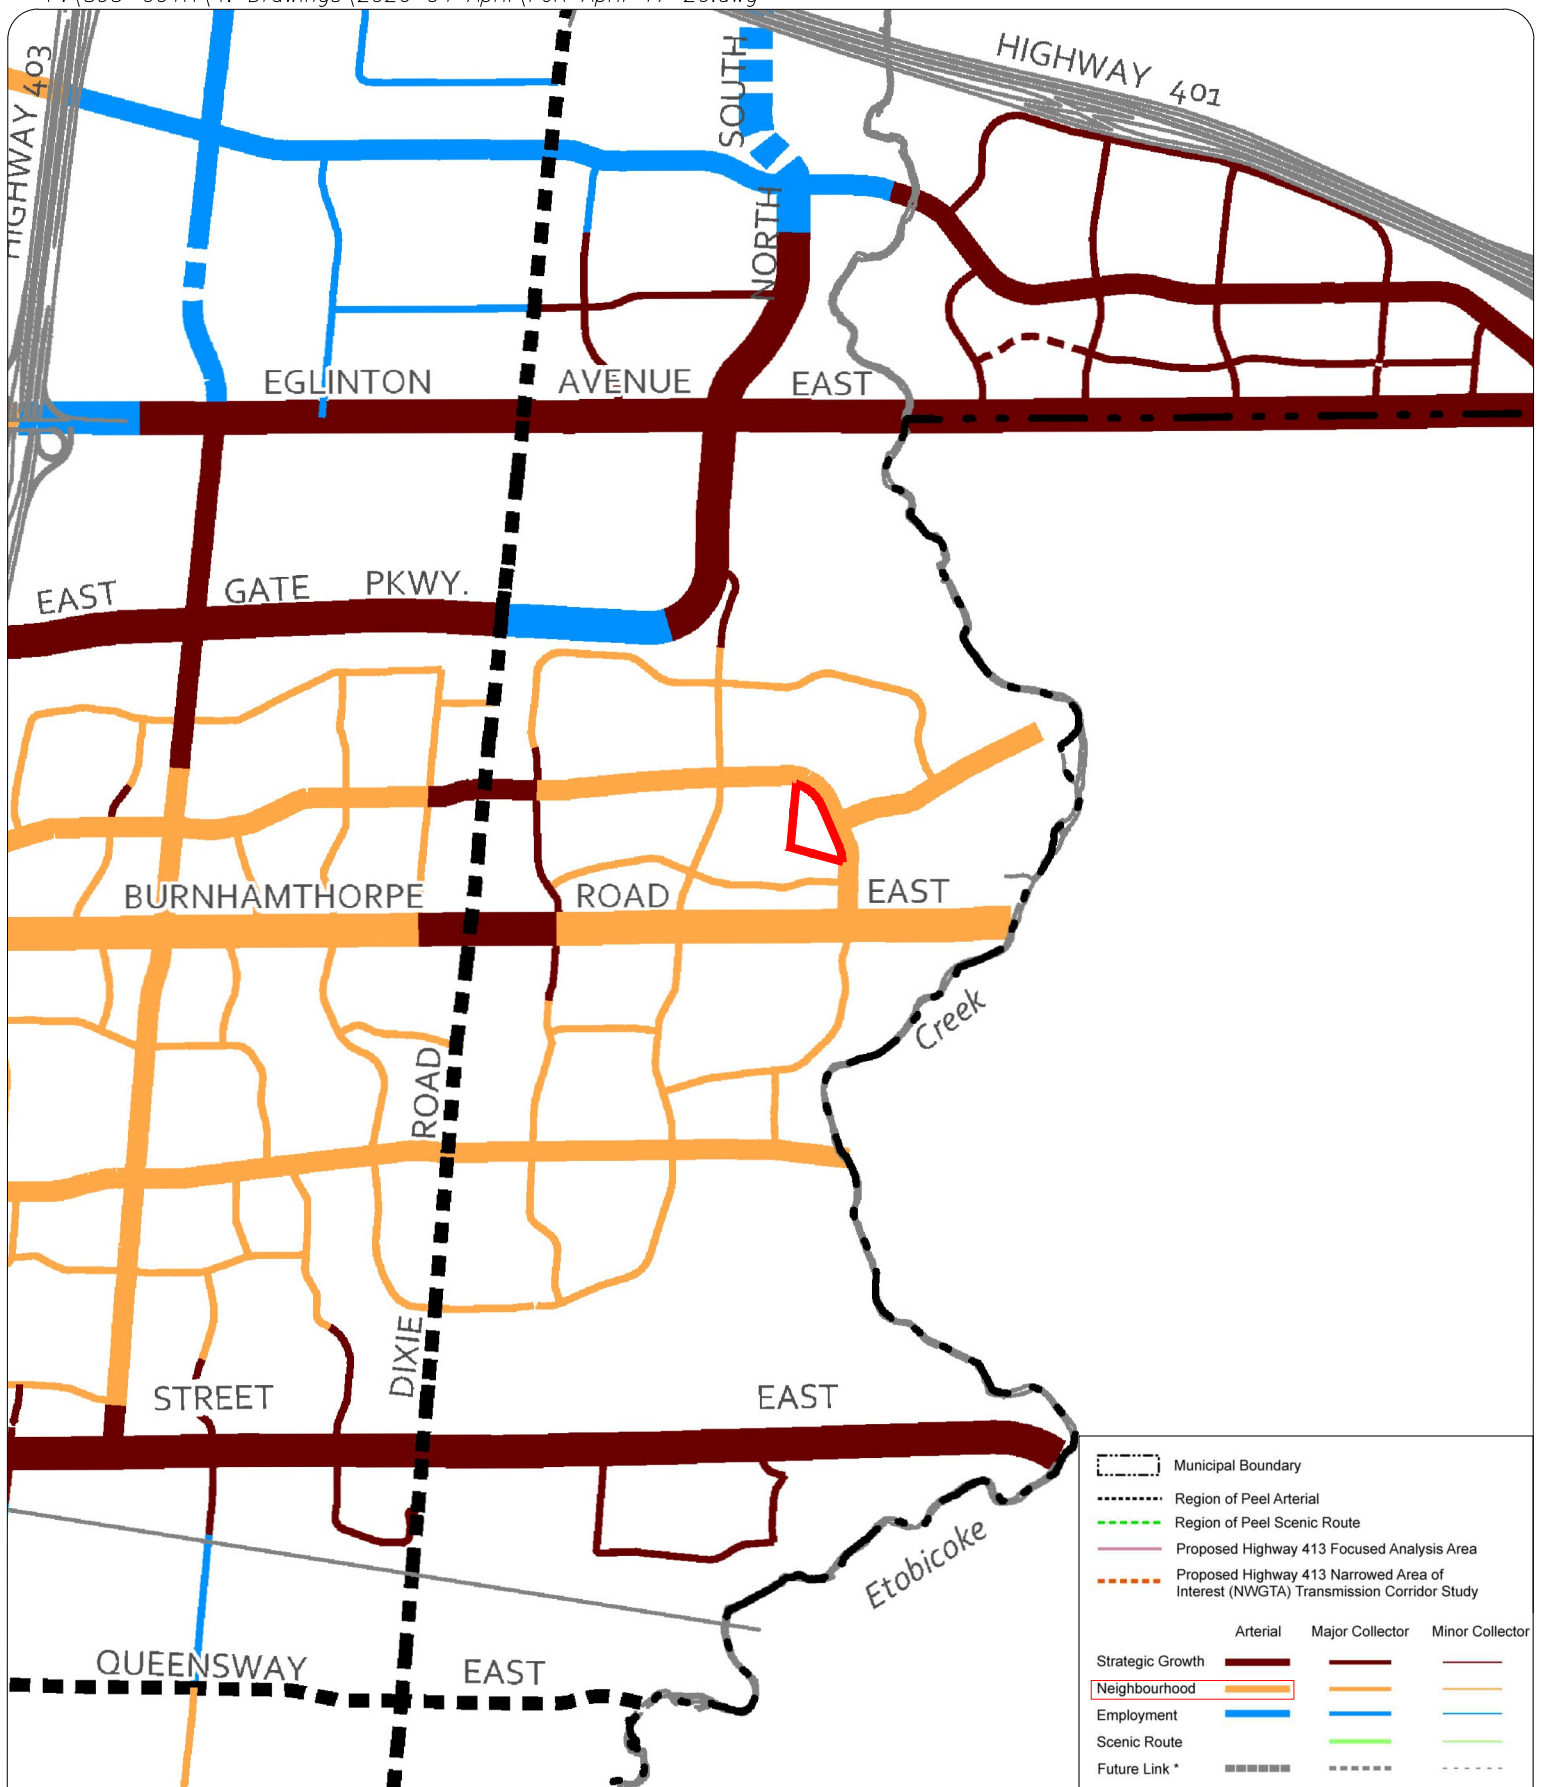 HIGHWAY 401
HIGHWAY 403
SOUTH
NORTH
EGLINTON AVENUE EAST
EAST GATE PKWY.
BURNHAMTHORPE ROAD EAST
Creek
ROAD
DIXIE
STREET EAST
Etobicoke
QUEENSWAY EAST
Municipal Boundary
Region of Peel Arterial
Region of Peel Scenic Route
Proposed Highway 413 Focused Analysis Area
Proposed Highway 413 Narrowed Area of
Interest (NWGTA) Transmission Corridor Study
Arterial Major Collector Minor Collector
Strategic Growth
Neighbourhood
Employment
Scenic Route
Future Link *